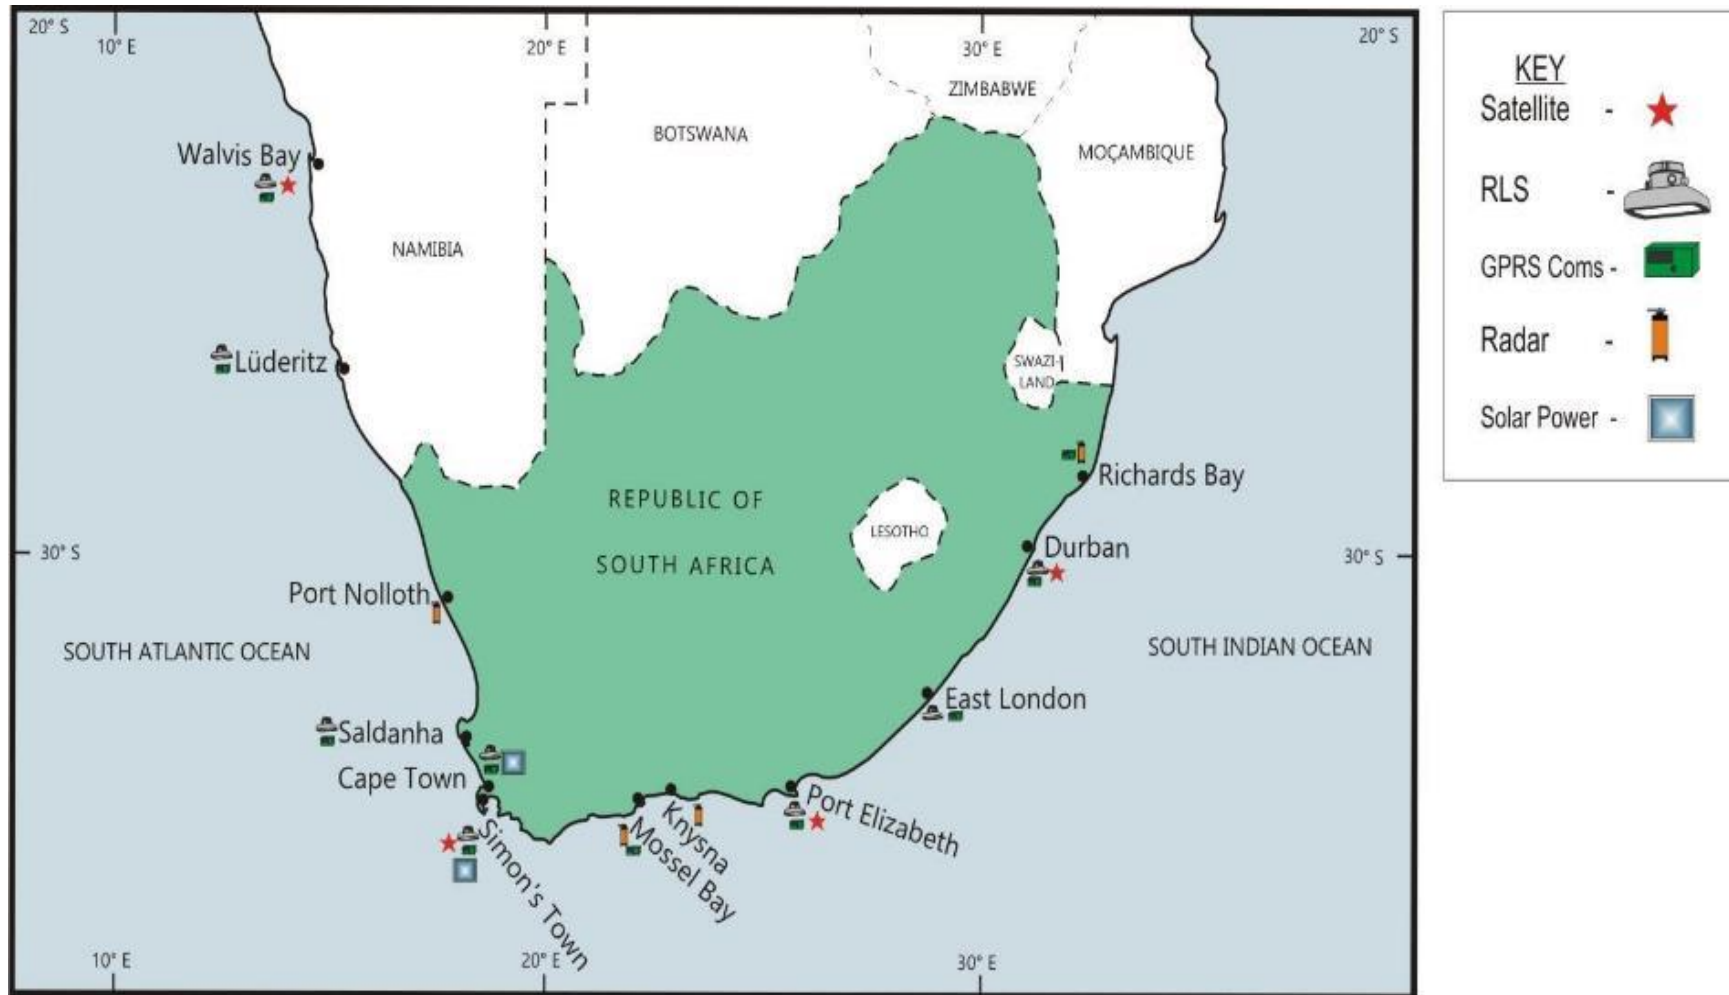 20° S
10° E
20° E
30° E
20° S
ZIMBABWE
BOTSWANA
MOÇAMBIQUE
Walvis Bay
NAMIBIA
Lüderitz
SWAZI-
LAND
Richards Bay
REPUBLIC OF
SOUTH AFRICA
LESOTHO
30° S
Durban
30° S
Port Nolloth
SOUTH ATLANTIC OCEAN
SOUTH INDIAN OCEAN
East London
Saldanha
Cape Town
Simon's Town
Mossel Bay
Knysna
Port Elizabeth
10° E
20° E
30° E
KEY
Satellite -
RLS -
GPRS Coms -
Radar -
Solar Power -